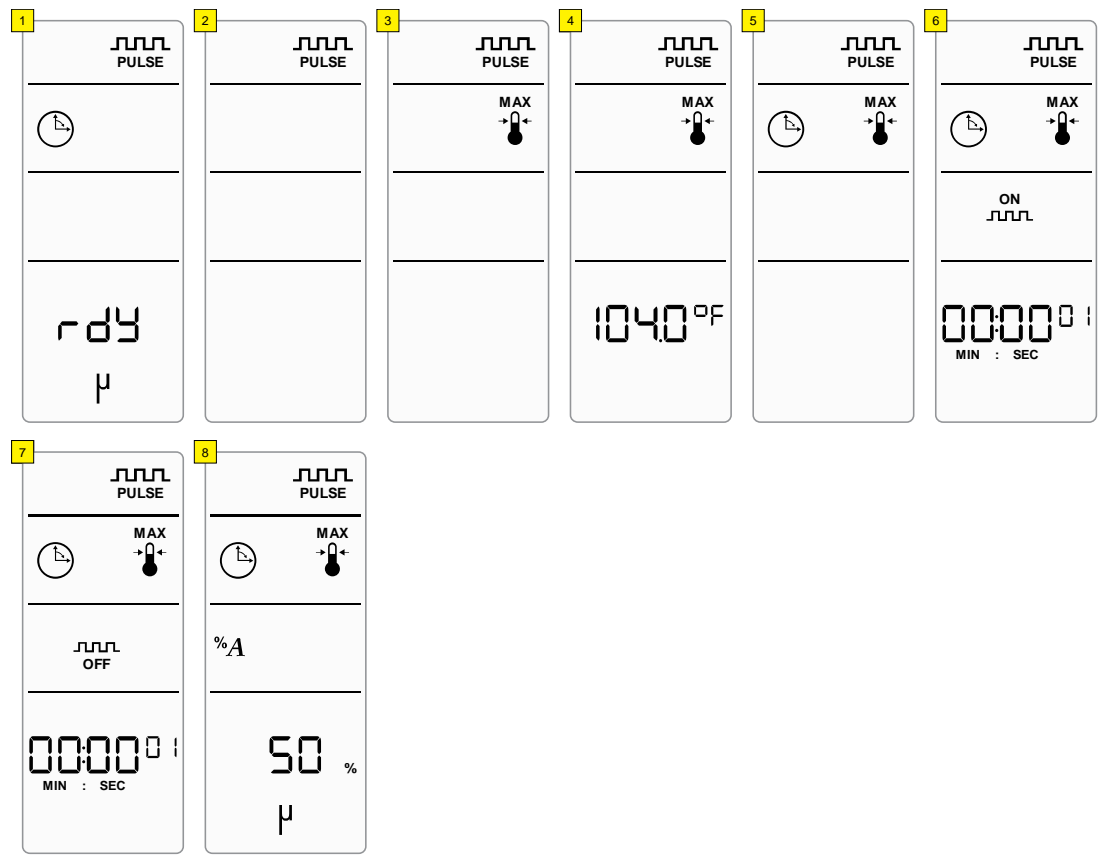 1
PULSE
rdY
µ
2
PULSE
3
PULSE
MAX
4
PULSE
MAX
104.0°F
5
PULSE
MAX
6
PULSE
MAX
ON
00:00 01
MIN : SEC
7
PULSE
MAX
OFF
00:00 01
MIN : SEC
8
PULSE
MAX
%A
50 %
µ